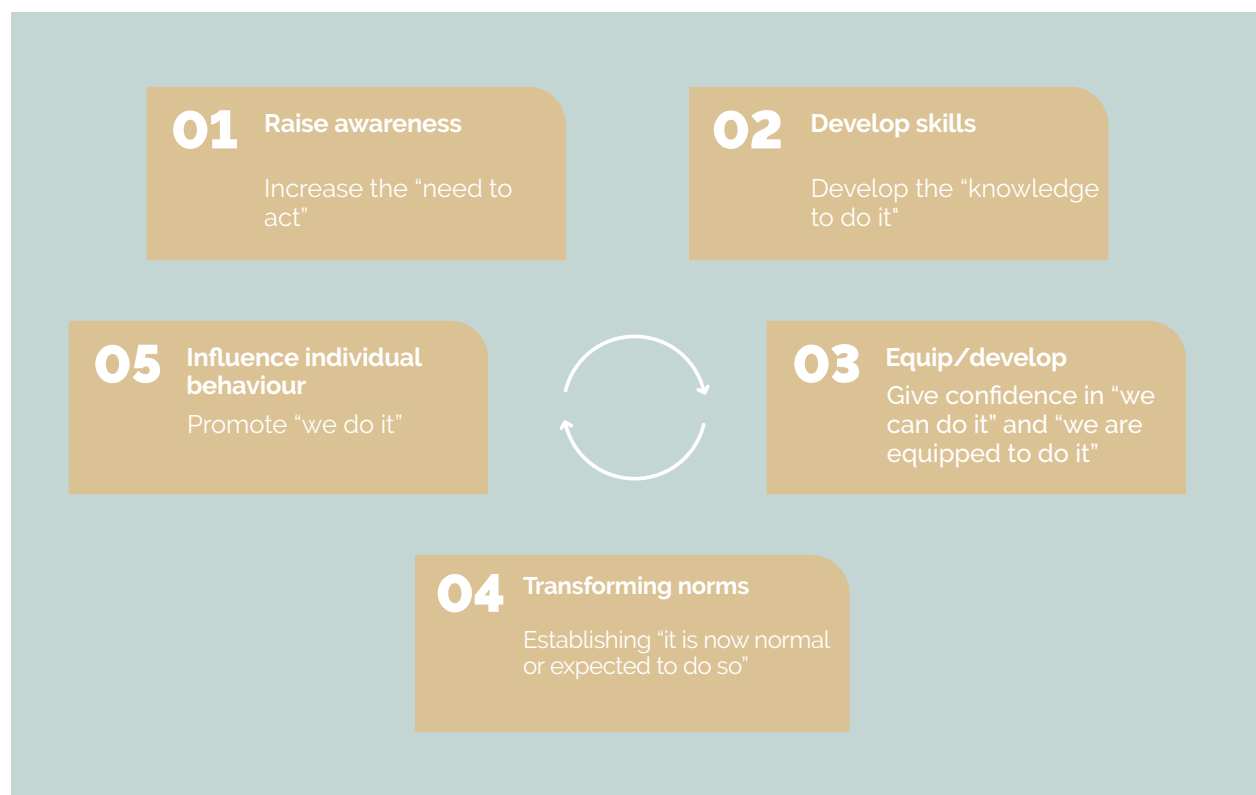 01 Raise awareness
Increase the “need to
act”
02 Develop skills
Develop the “knowledge
to do it"
03 Equip/develop
Give confidence in “we
can do it” and “we are
equipped to do it”
04 Transforming norms
Establishing “it is now normal
or expected to do so”
05 Influence individual
behaviour
Promote “we do it”